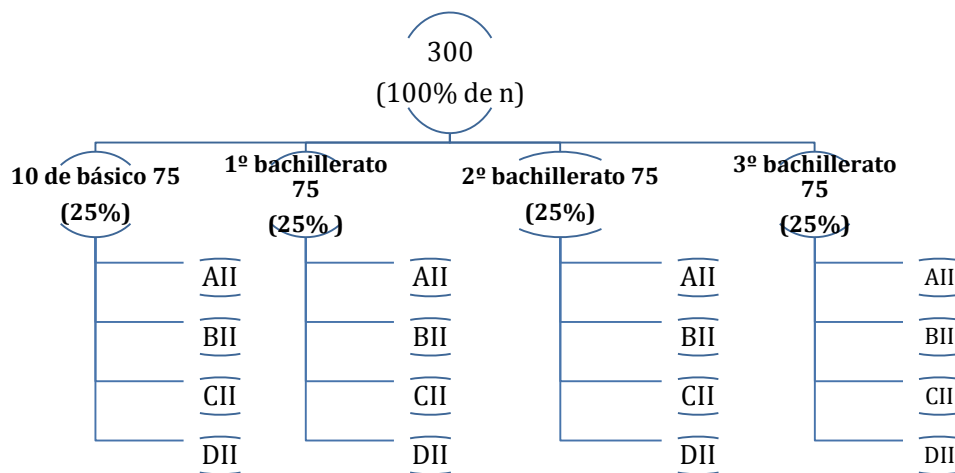 300
(100% de n)
10 de básico 75
(25%)
1º bachillerato
75
(25% )
2º bachillerato 75
(25%)
3º bachillerato
75
(25%)
AII
BII
CII
DII
AII
BII
CII
DII
AII
BII
CII
DII
AII
BII
CII
DII